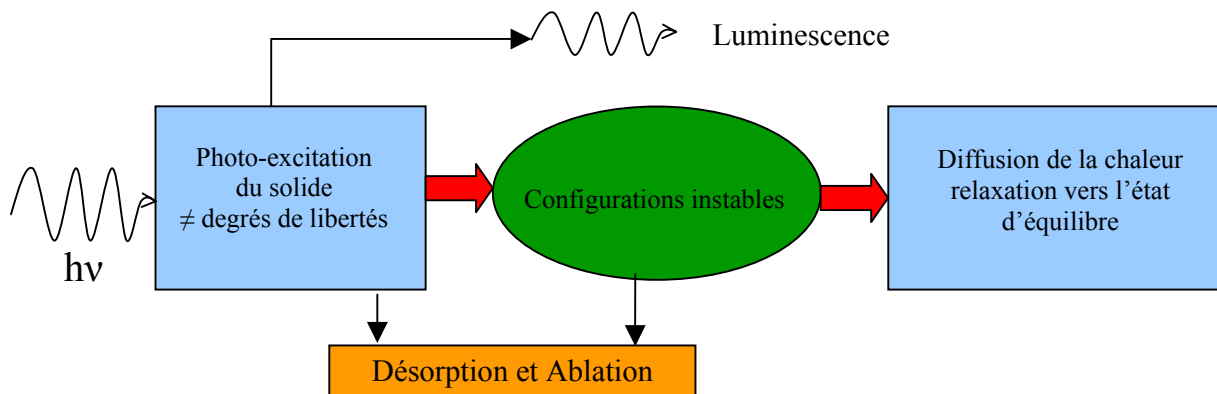 Luminescence
Photo-excitation
du solide
≠ degrés de libertés
hν
Configurations instables
Diffusion de la chaleur
relaxation vers l’état
d’équilibre
Désorption et Ablation